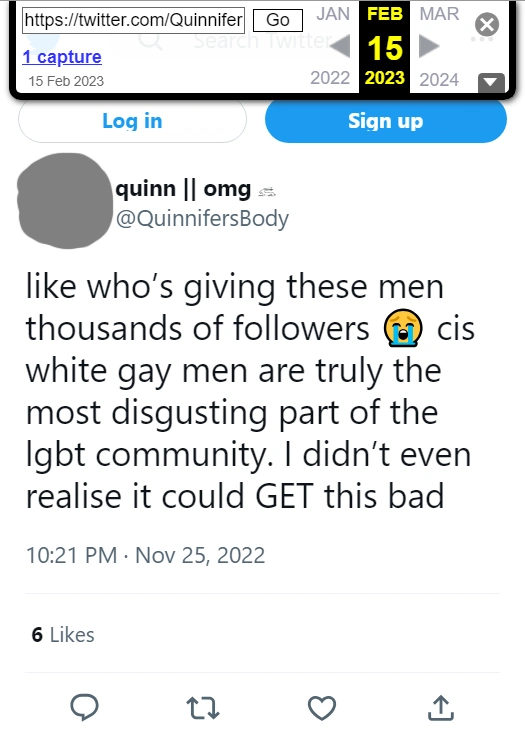 https://twitter.com/Quinnifer Go JAN FEB MAR
Search Twitter 15
1 capture
15 Feb 2023 2022 2023 2024
Log in Sign up
quinn || omg
@QuinnifersBody
like who’s giving these men
thousands of followers 😭 cis
white gay men are truly the
most disgusting part of the
lgbt community. I didn’t even
realise it could GET this bad
10:21 PM · Nov 25, 2022
6 Likes